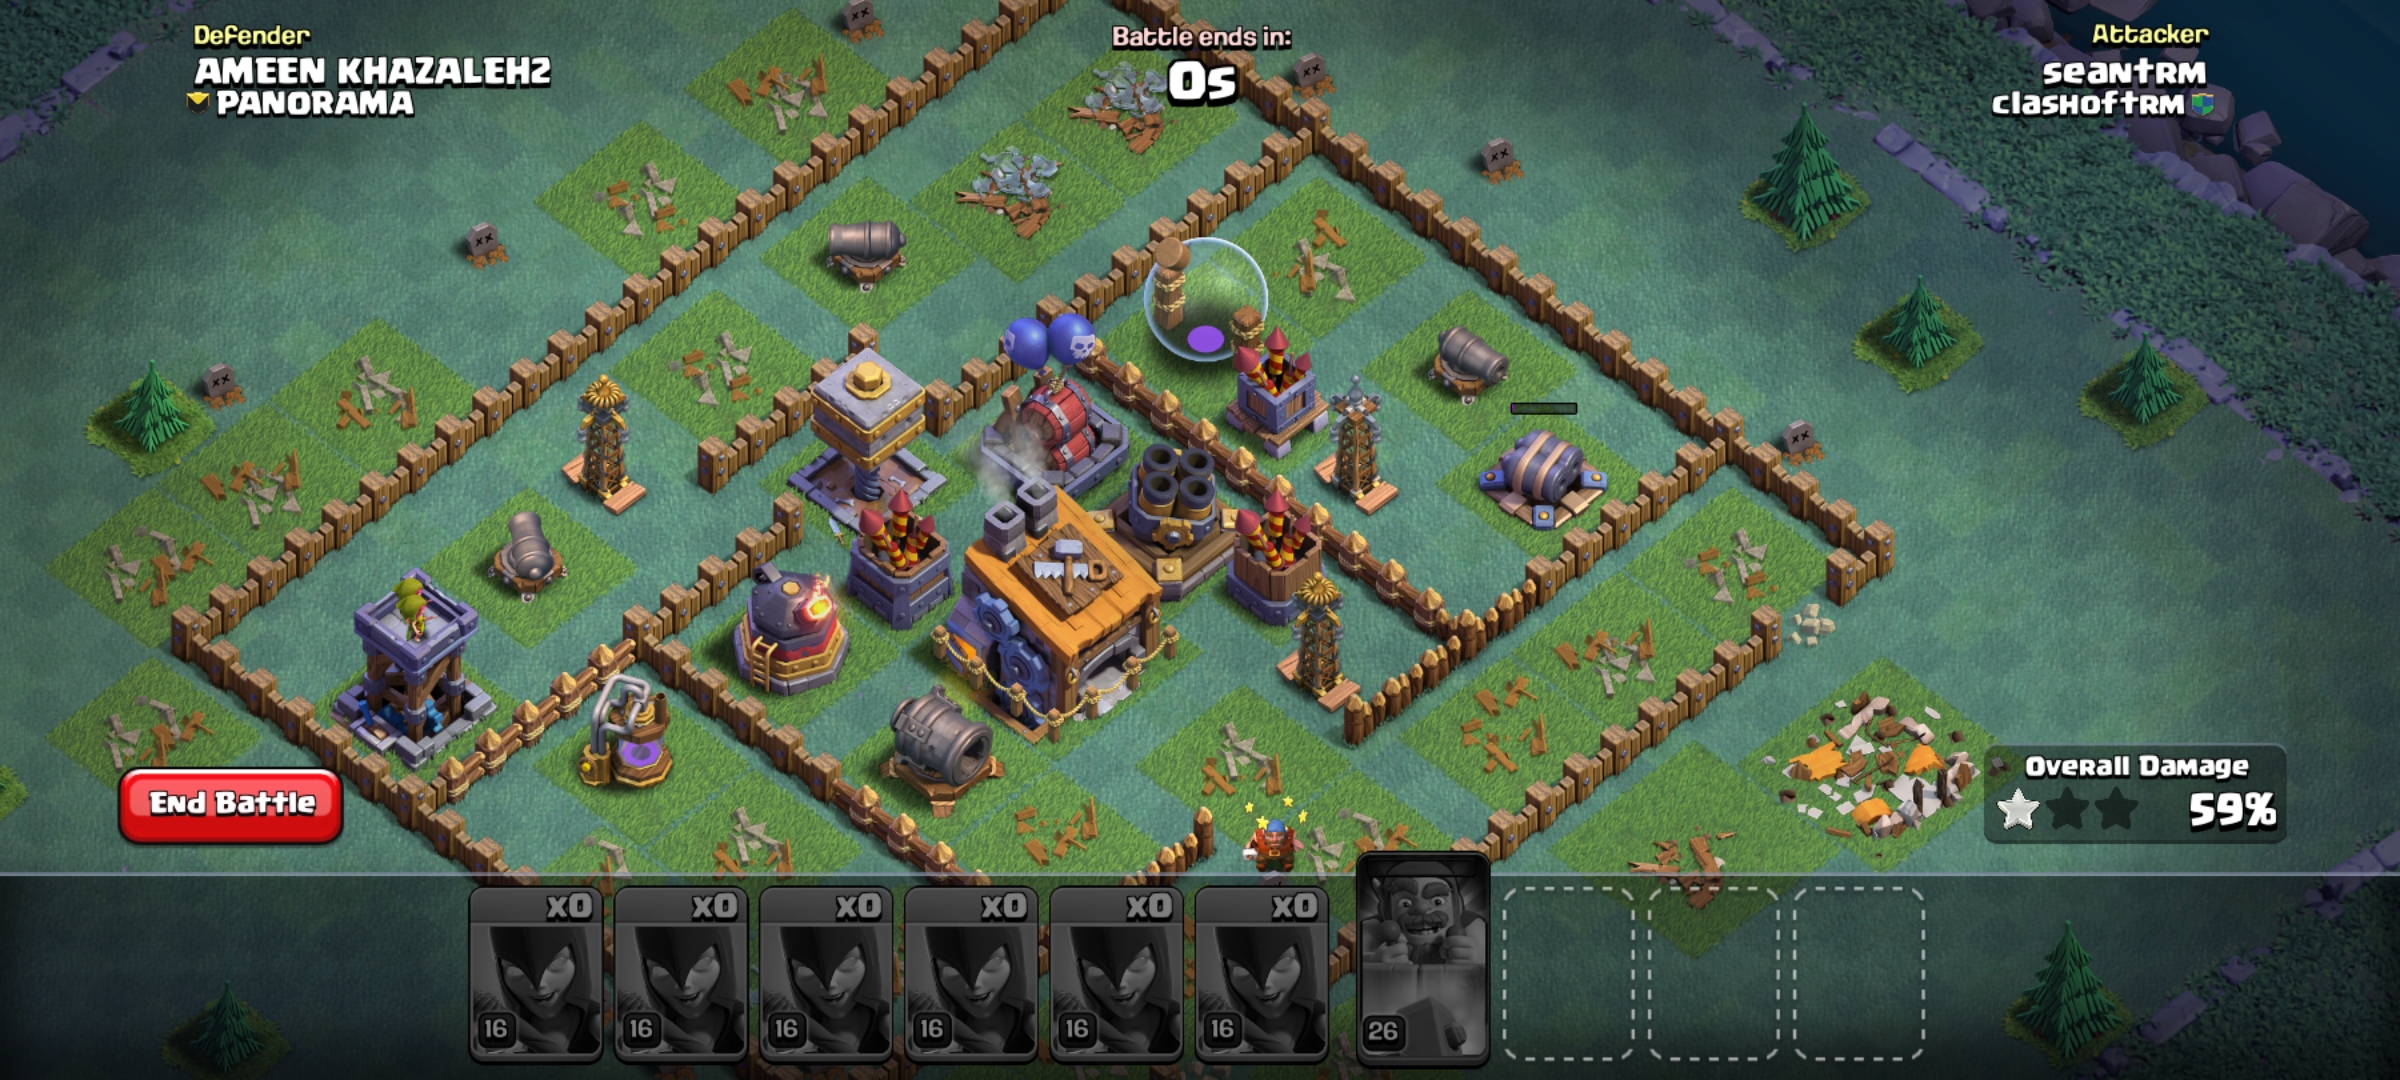 Defender
AMEEN KHAZALEH2
PANORAMA
Battle ends in:
0s
Attacker
seantRM
clashoftRM
End Battle
Overall Damage
59%
x0
x0
x0
x0
x0
x0
16
16
16
16
16
16
26